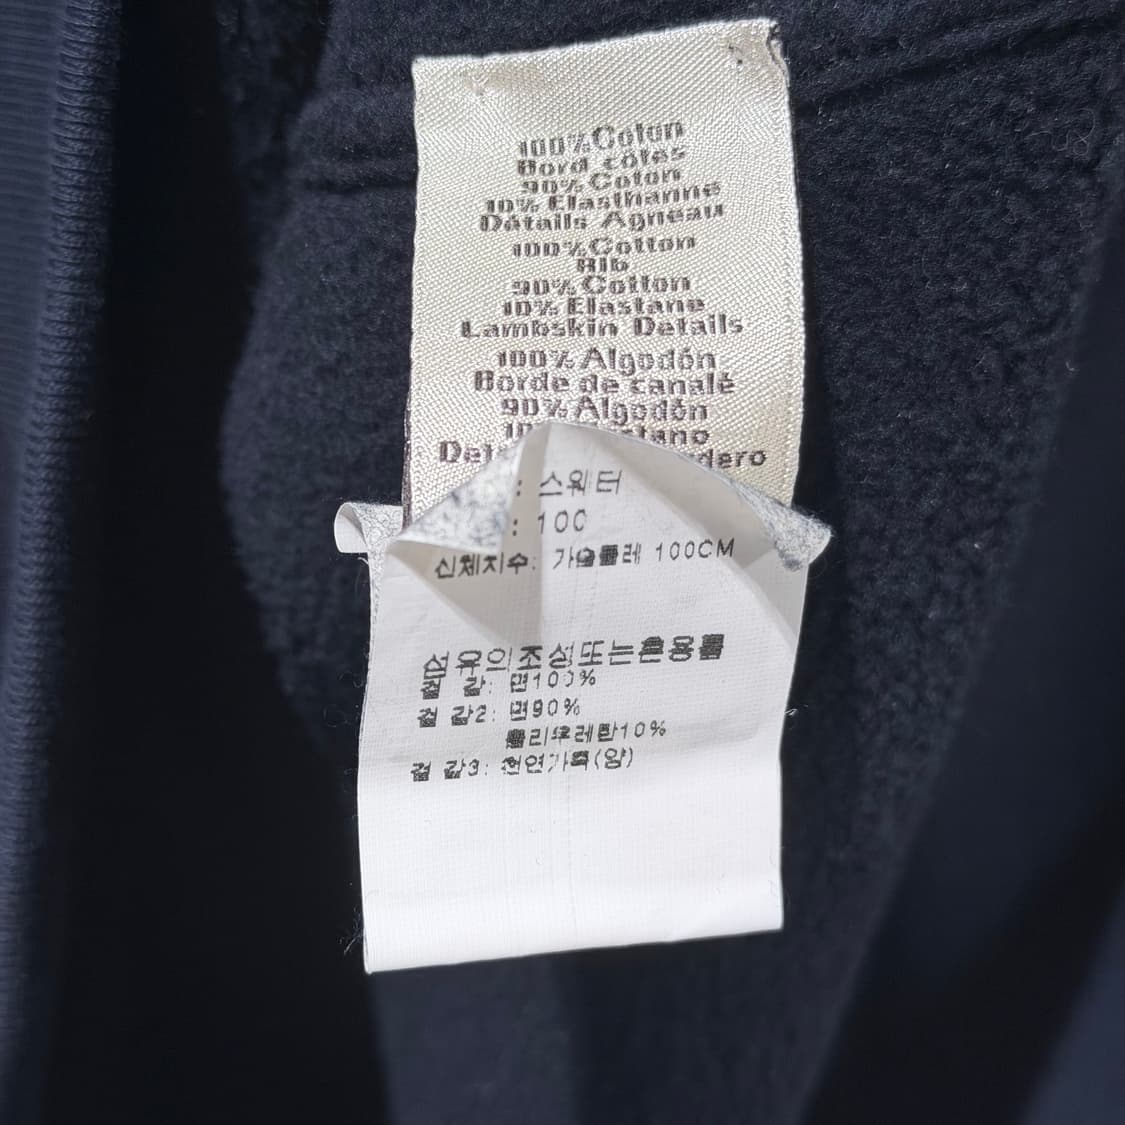 100% Coton
Bord côtes
90% Coton
10% Elasthanne
Détails Agneau
100% Cotton
Rib
90% Cotton
10% Elastane
Lambskin Details
100% Algodón
Borde de canalé
90% Algodón
: 스웨터
: 100
신체치수: 가슴둘레 100CM
섬유의조성또는혼용률
겉 감: 면100%
겉 감2: 면90%
폴리우레탄10%
겉 감3: 천연가죽(양)